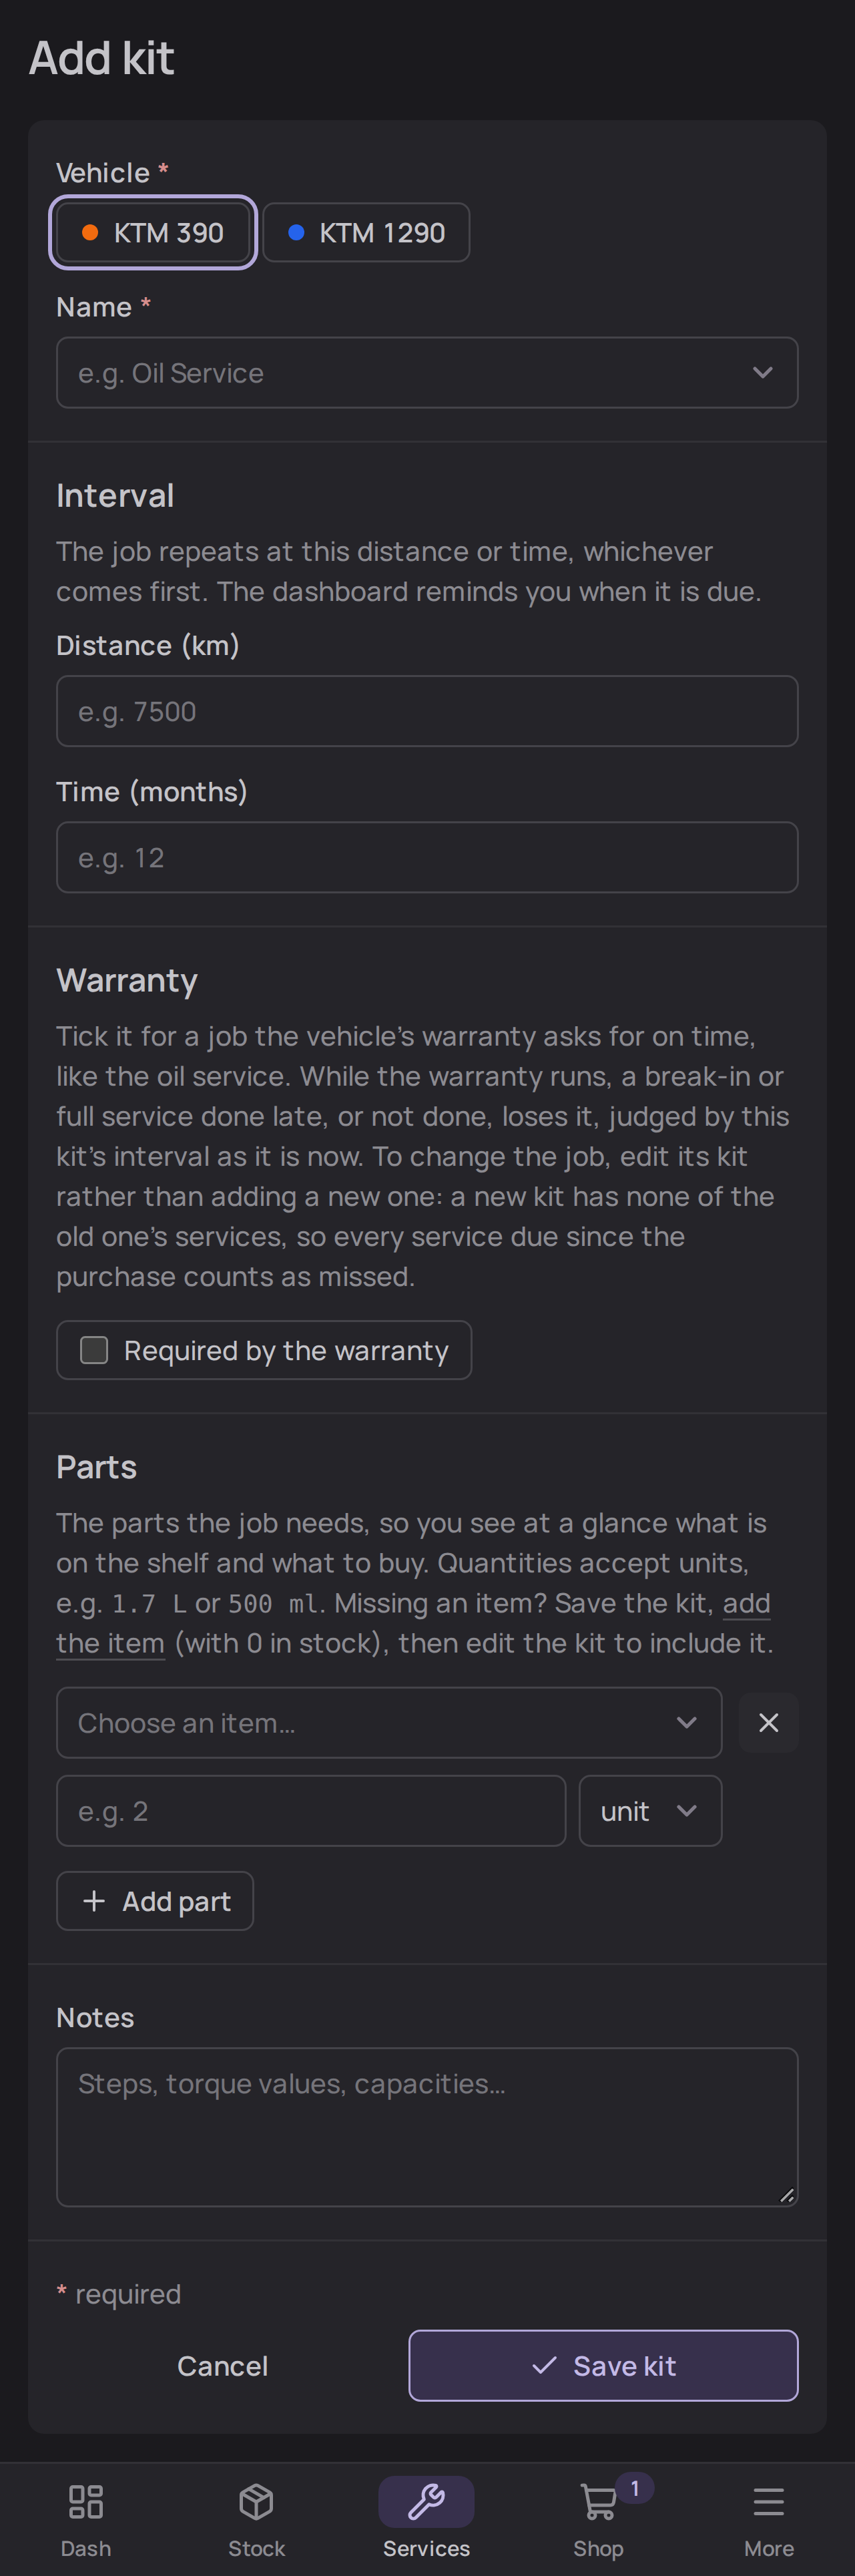 Add kit
Vehicle *
KTM 390
KTM 1290
Name *
e.g. Oil Service
Interval
The job repeats at this distance or time, whichever
comes first. The dashboard reminds you when it is due.
Distance (km)
e.g. 7500
Time (months)
e.g. 12
Warranty
Tick it for a job the vehicle’s warranty asks for on time,
like the oil service. While the warranty runs, a break-in or
full service done late, or not done, loses it, judged by this
kit’s interval as it is now. To change the job, edit its kit
rather than adding a new one: a new kit has none of the
old one’s services, so every service due since the
purchase counts as missed.
Required by the warranty
Parts
The parts the job needs, so you see at a glance what is
on the shelf and what to buy. Quantities accept units,
e.g. 1.7 L or 500 ml. Missing an item? Save the kit, add
the item (with 0 in stock), then edit the kit to include it.
Choose an item…
e.g. 2
unit
Add part
Notes
Steps, torque values, capacities…
* required
Cancel
Save kit
1
Dash
Stock
Services
Shop
More